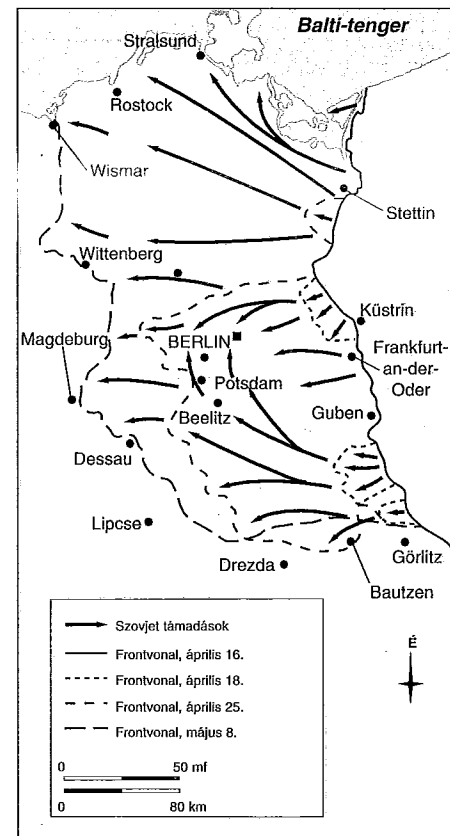 Balti-tenger
Stralsund
Rostock
Wismar
Stettin
Wittenberg
Küstrin
Magdeburg
BERLIN
Frankfurt-
an-der-
Oder
Potsdam
Beelitz
Guben
Dessau
Lipcse
Görlitz
Drezda
Bautzen
Szovjet támadások
Frontvonal, április 16.
Frontvonal, április 18.
Frontvonal, április 25.
Frontvonal, május 8.
É
0 50 mf
0 80 km